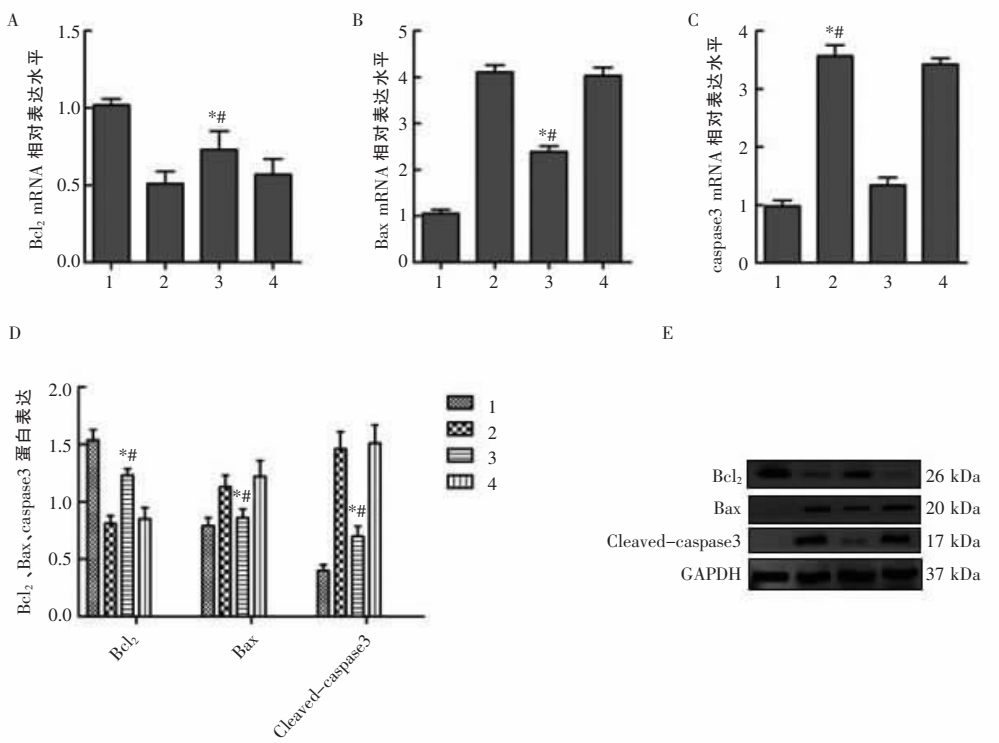 A
Bcl₂ mRNA 相对表达水平
1.5
1.0
0.5
0.0
*#
1 2 3 4
B
Bax mRNA 相对表达水平
5
4
3
2
1
0
*#
1 2 3 4
C
caspase3 mRNA 相对表达水平
4
3
2
1
0
*#
1 2 3 4
D
Bcl₂、Bax、caspase3 蛋白表达
2.0
1.5
1.0
0.5
0.0
*#
*#
*#
Bcl₂
Bax
Cleaved-caspase3
1
2
3
4
E
Bcl₂ 26 kDa
Bax 20 kDa
Cleaved-caspase3 17 kDa
GAPDH 37 kDa